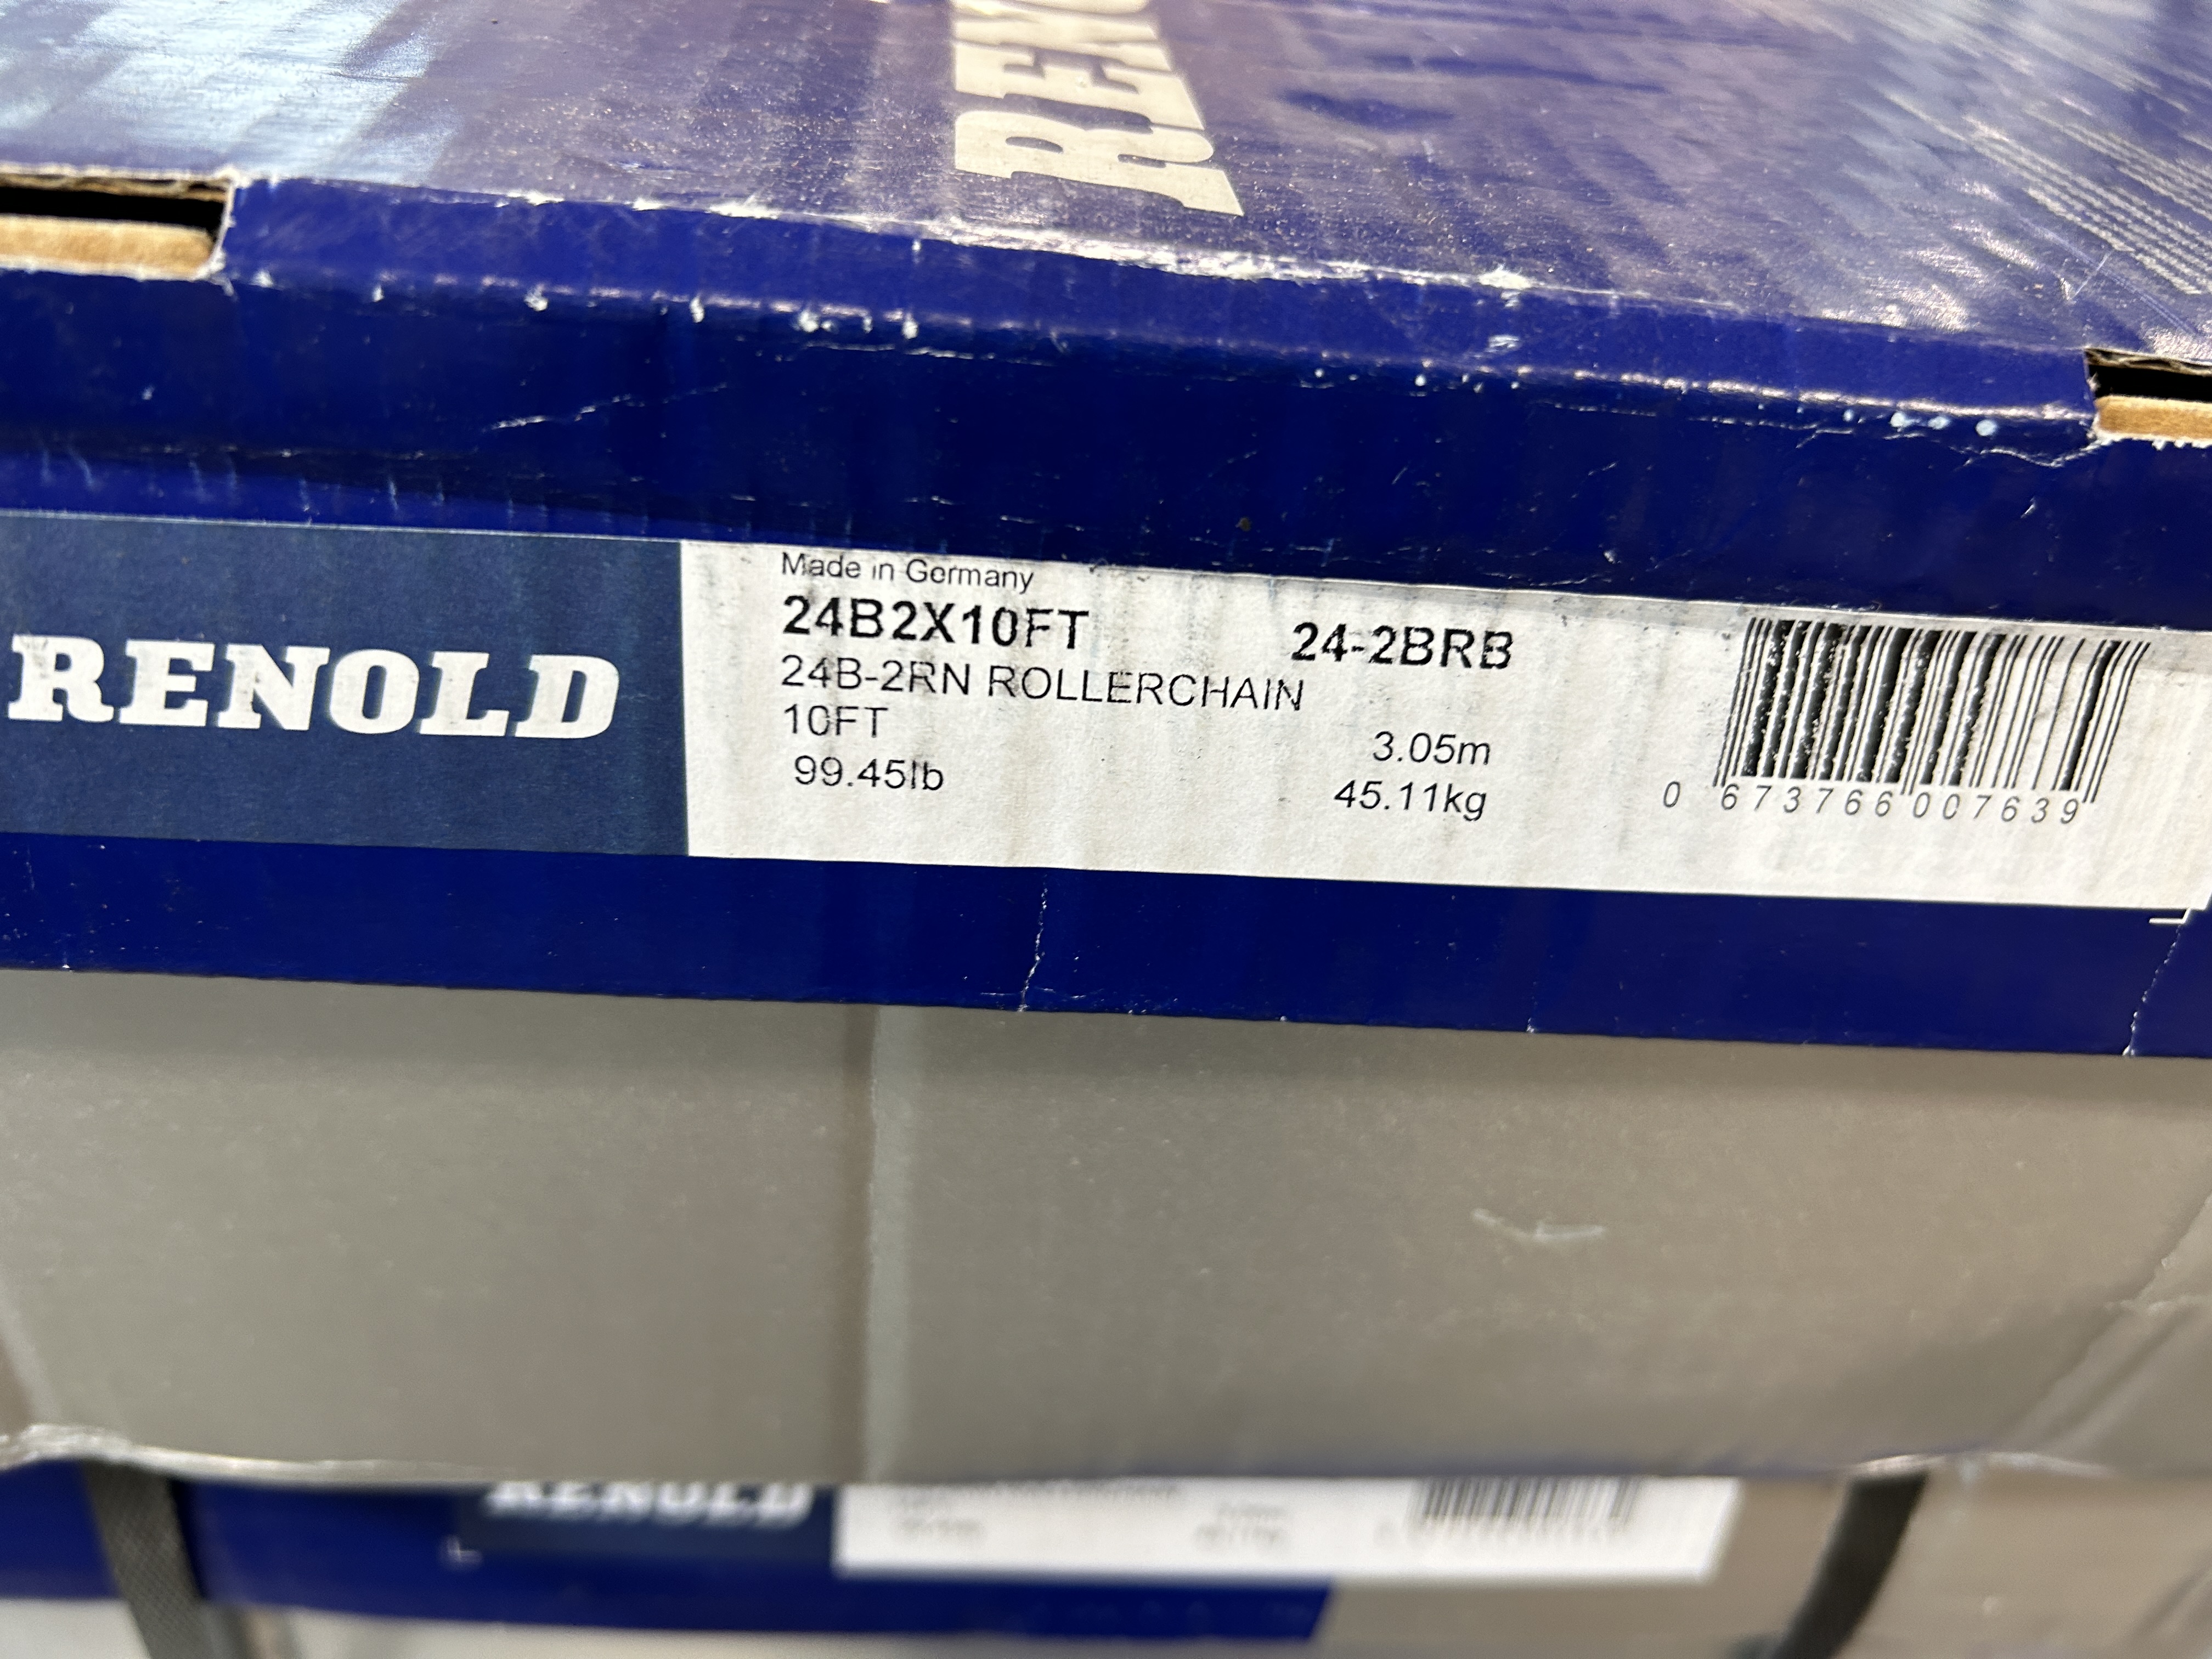 RENO
RENOLD
Made in Germany
24B2X10FT 24-2BRB
24B-2RN ROLLERCHAIN
10FT 3.05m
99.45lb 45.11kg
0 673766 007639
RENOLD